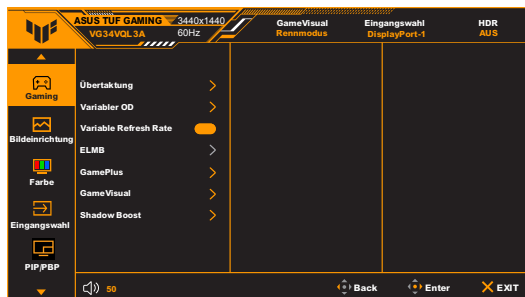 ASUS TUF GAMING 3440x1440
VG34VQL3A 60Hz
GameVisual
Rennmodus
Eingangswahl
DisplayPort-1
HDR
AUS
Gaming
Bildeinrichtung
Farbe
Eingangswahl
PIP/PBP
Übertaktung
Variabler OD
Variable Refresh Rate
ELMB
GamePlus
GameVisual
Shadow Boost
50
Back
Enter
EXIT